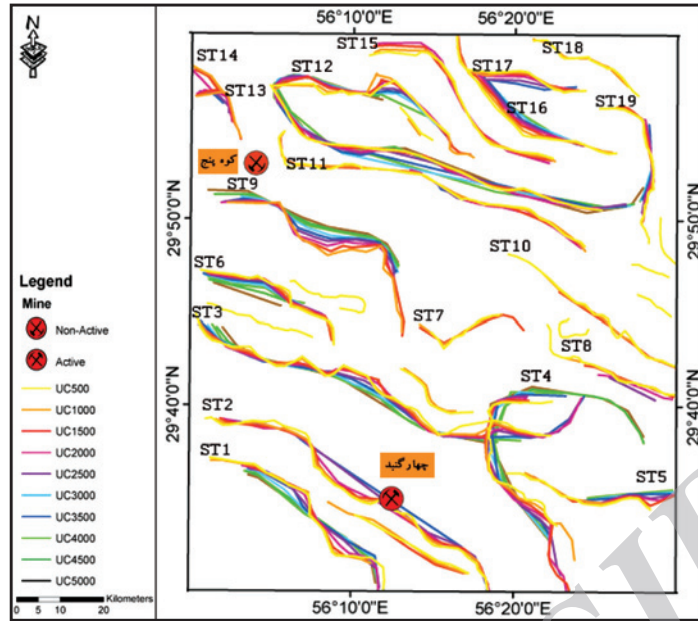 56°10'0"E
56°20'0"E
N
ST14
ST15
ST12
ST17
ST18
ST13
ST16
ST19
کوه پنج
ST11
ST9
29°50'0"N
29°50'0"N
ST10
ST6
ST3
ST7
ST8
ST4
29°40'0"N
29°40'0"N
ST2
ST1
چهارگنبد
ST5
Legend
Mine
Non-Active
Active
UC500
UC1000
UC1500
UC2000
UC2500
UC3000
UC3500
UC4000
UC4500
UC5000
Kilometers
0 5 10 20
56°10'0"E
56°20'0"E
SID